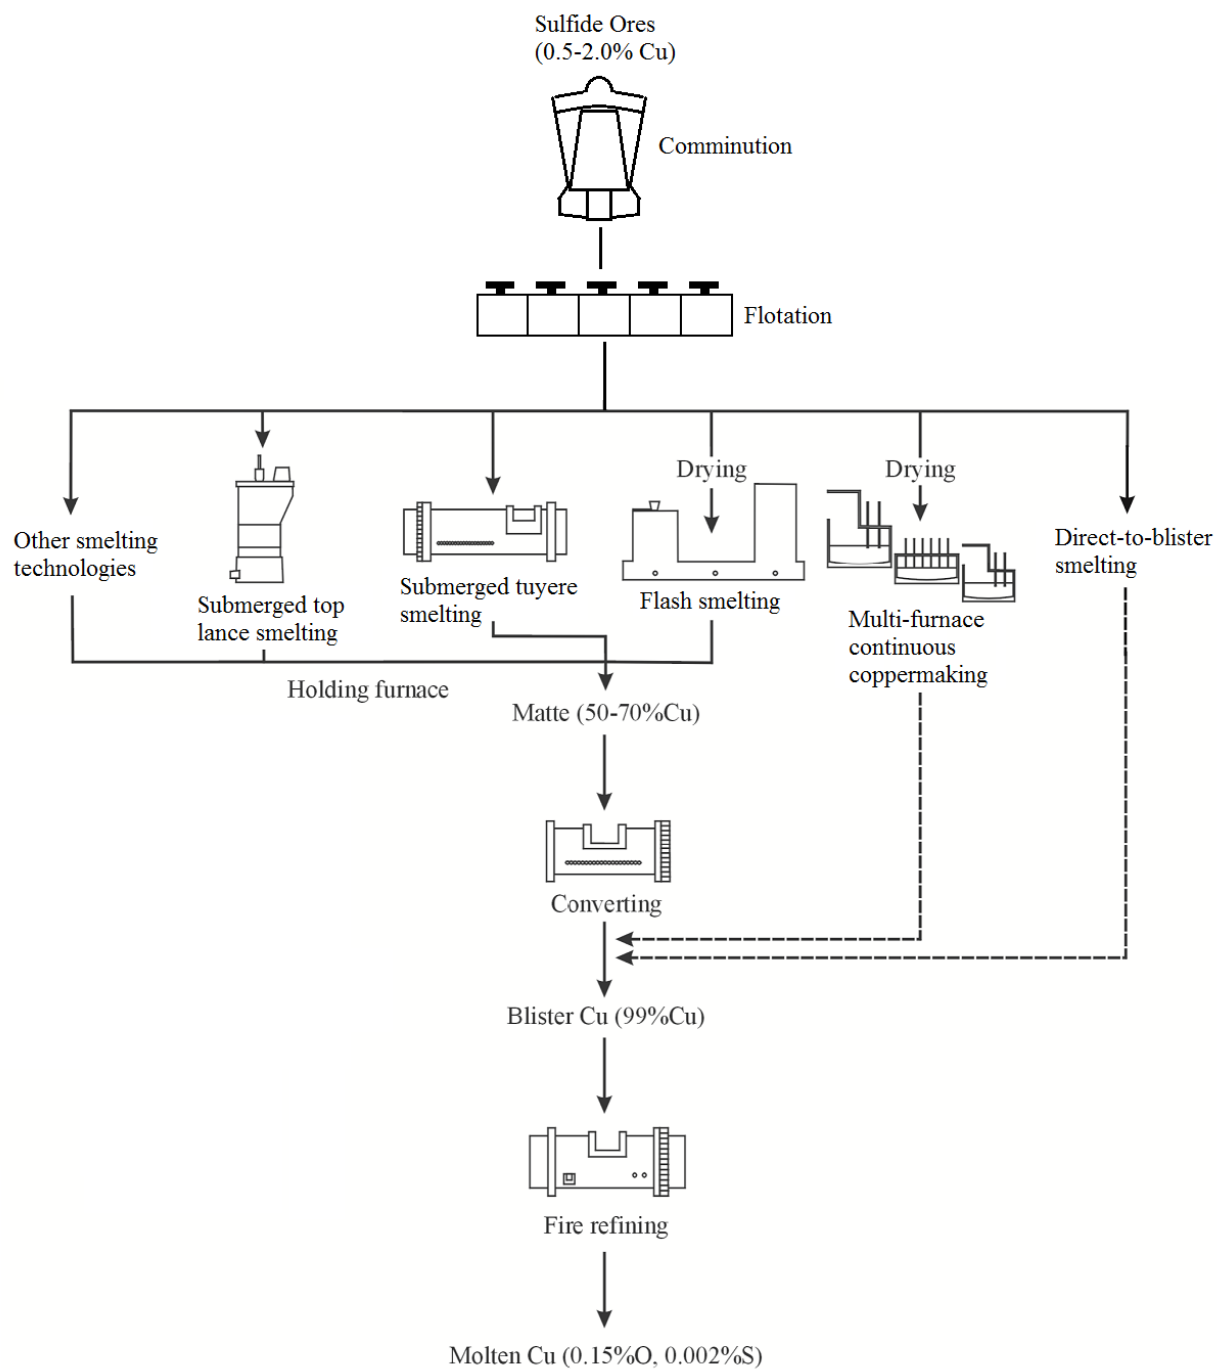 Sulfide Ores
(0.5-2.0% Cu)
Comminution
Flotation
Drying
Drying
Other smelting
technologies
Submerged top
lance smelting
Submerged tuyere
smelting
Flash smelting
Multi-furnace
continuous
coppermaking
Direct-to-blister
smelting
Holding furnace
Matte (50-70%Cu)
Converting
Blister Cu (99%Cu)
Fire refining
Molten Cu (0.15%O, 0.002%S)